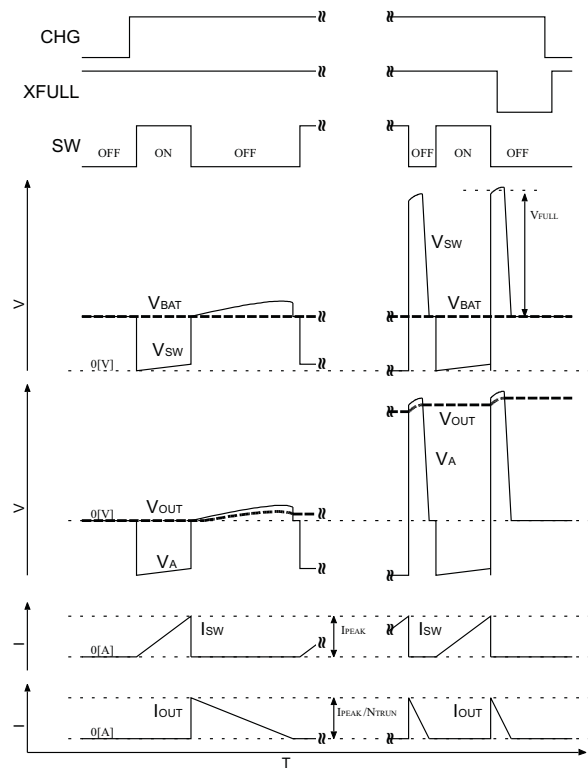 CHG
XFULL
SW
OFF ON OFF OFF ON OFF
V
VSW
VFULL
VBAT VBAT
VSW
0[V]
V
VOUT
VA
VOUT
0[V]
VA
I
ISW IPEAK ISW
0[A]
I
IOUT IPEAK/NTRUN IOUT
0[A]
T